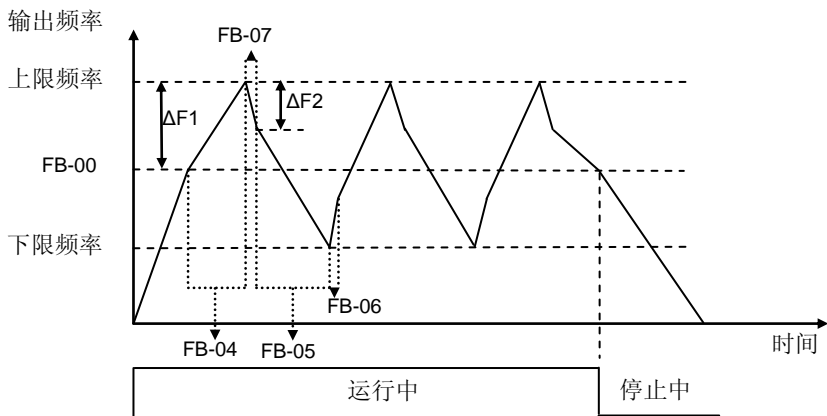 输出频率
FB-07
上限频率
ΔF1
ΔF2
FB-00
下限频率
FB-06
FB-04
FB-05
时间
运行中
停止中